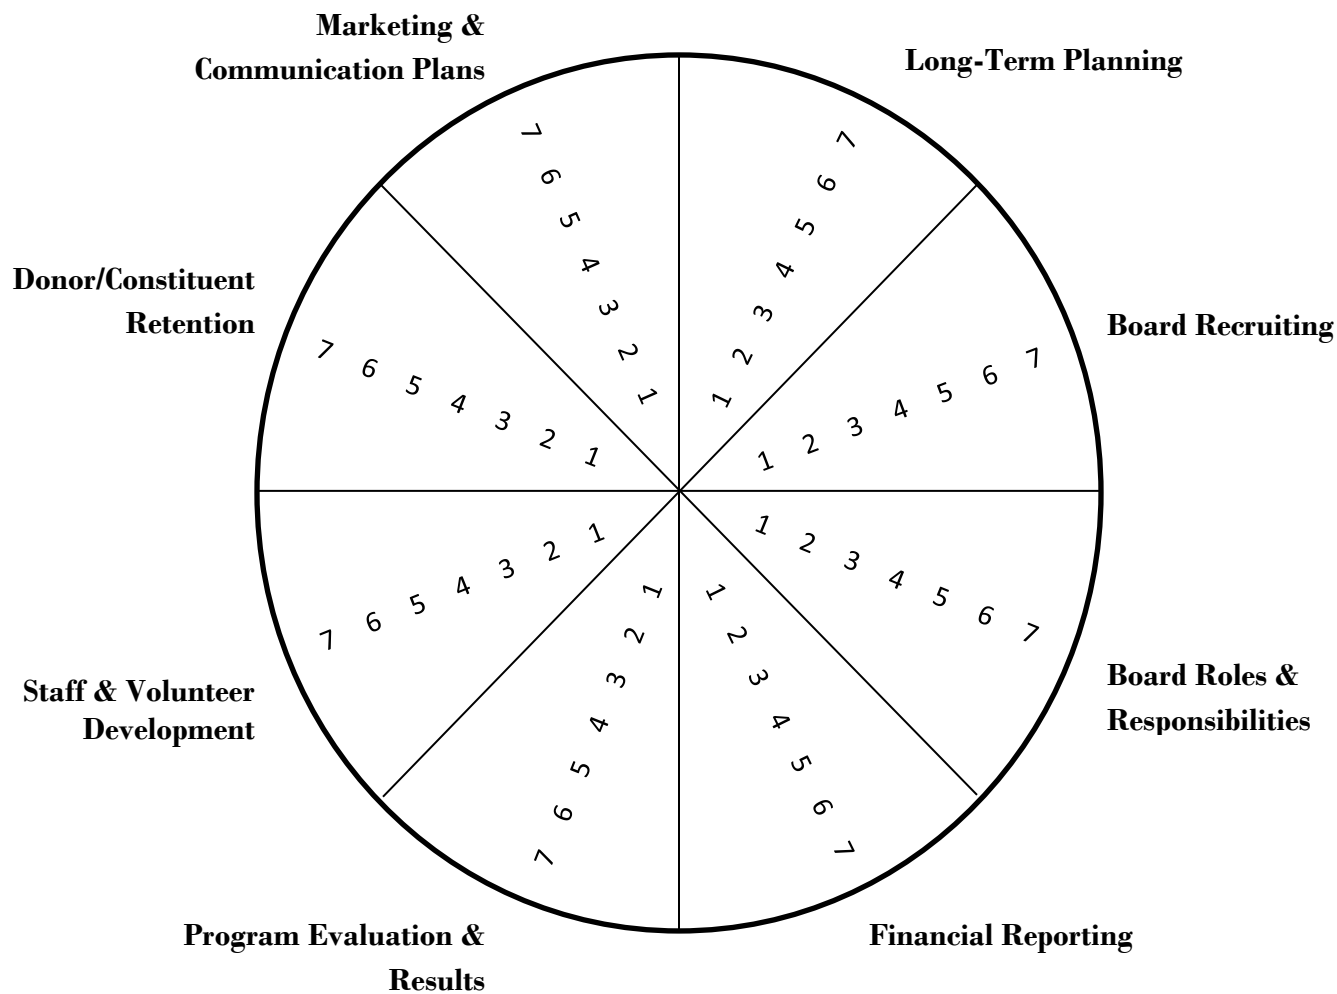 Marketing &
Communication Plans
Long-Term Planning
7 6 5 4 3 2 1
1 2 3 4 5 6 7
Donor/Constituent
Retention
Board Recruiting
7 6 5 4 3 2 1
1 2 3 4 5 6 7
7 6 5 4 3 2 1
1 2 3 4 5 6 7
Staff & Volunteer
Development
Board Roles &
Responsibilities
1 2 3 4 5 6 7
1 2 3 4 5 6 7
Program Evaluation &
Results
Financial Reporting